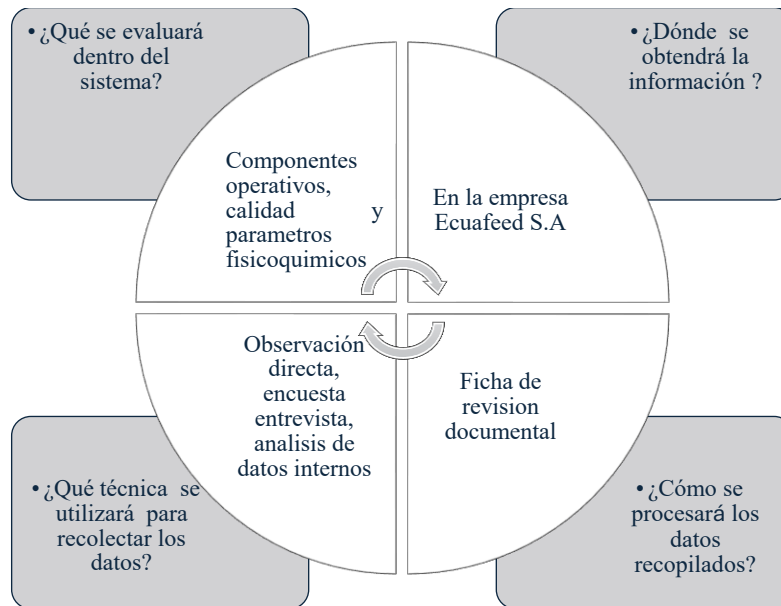 • ¿Qué se evaluará
dentro del
sistema?
• ¿Dónde se
obtendrá la
información ?
Componentes
operativos,
calidad y
parametros
fisicoquimicos
En la empresa
Ecuafeed S.A
Observación
directa,
encuesta
entrevista,
analisis de
datos internos
Ficha de
revision
documental
• ¿Qué técnica se
utilizará para
recolectar los
datos?
• ¿Cómo se
procesará los
datos
recopilados?